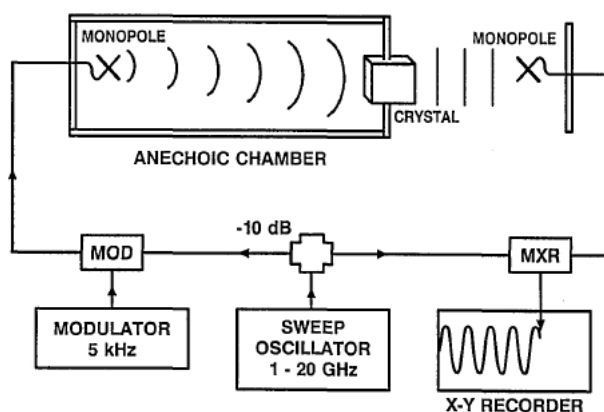 MONOPOLE
MONOPOLE
CRYSTAL
ANECHOIC CHAMBER
-10 dB
MOD
MXR
MODULATOR
5 kHz
SWEEP
OSCILLATOR
1 - 20 GHz
X-Y RECORDER